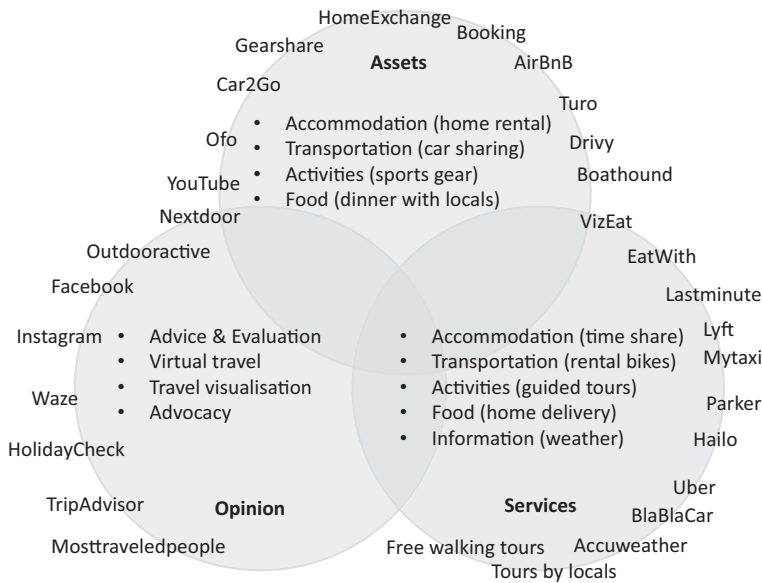 HomeExchange
Booking
Gearshare
Assets
AirBnB
Car2Go
Turo
• Accommodation (home rental)
Ofo
Drivy
• Transportation (car sharing)
• Activities (sports gear)
Boathound
YouTube
• Food (dinner with locals)
Nextdoor
VizEat
Outdooractive
EatWith
Facebook
Lastminute
Instagram
• Advice & Evaluation
• Virtual travel
• Travel visualisation
• Advocacy
• Accommodation (time share)
• Transportation (rental bikes)
• Activities (guided tours)
• Food (home delivery)
• Information (weather)
Lyft
Mytaxi
Waze
Parker
HolidayCheck
Hailo
TripAdvisor
Opinion
Services
Uber
BlaBlaCar
Mosttraveledpeople
Free walking tours
Accuweather
Tours by locals